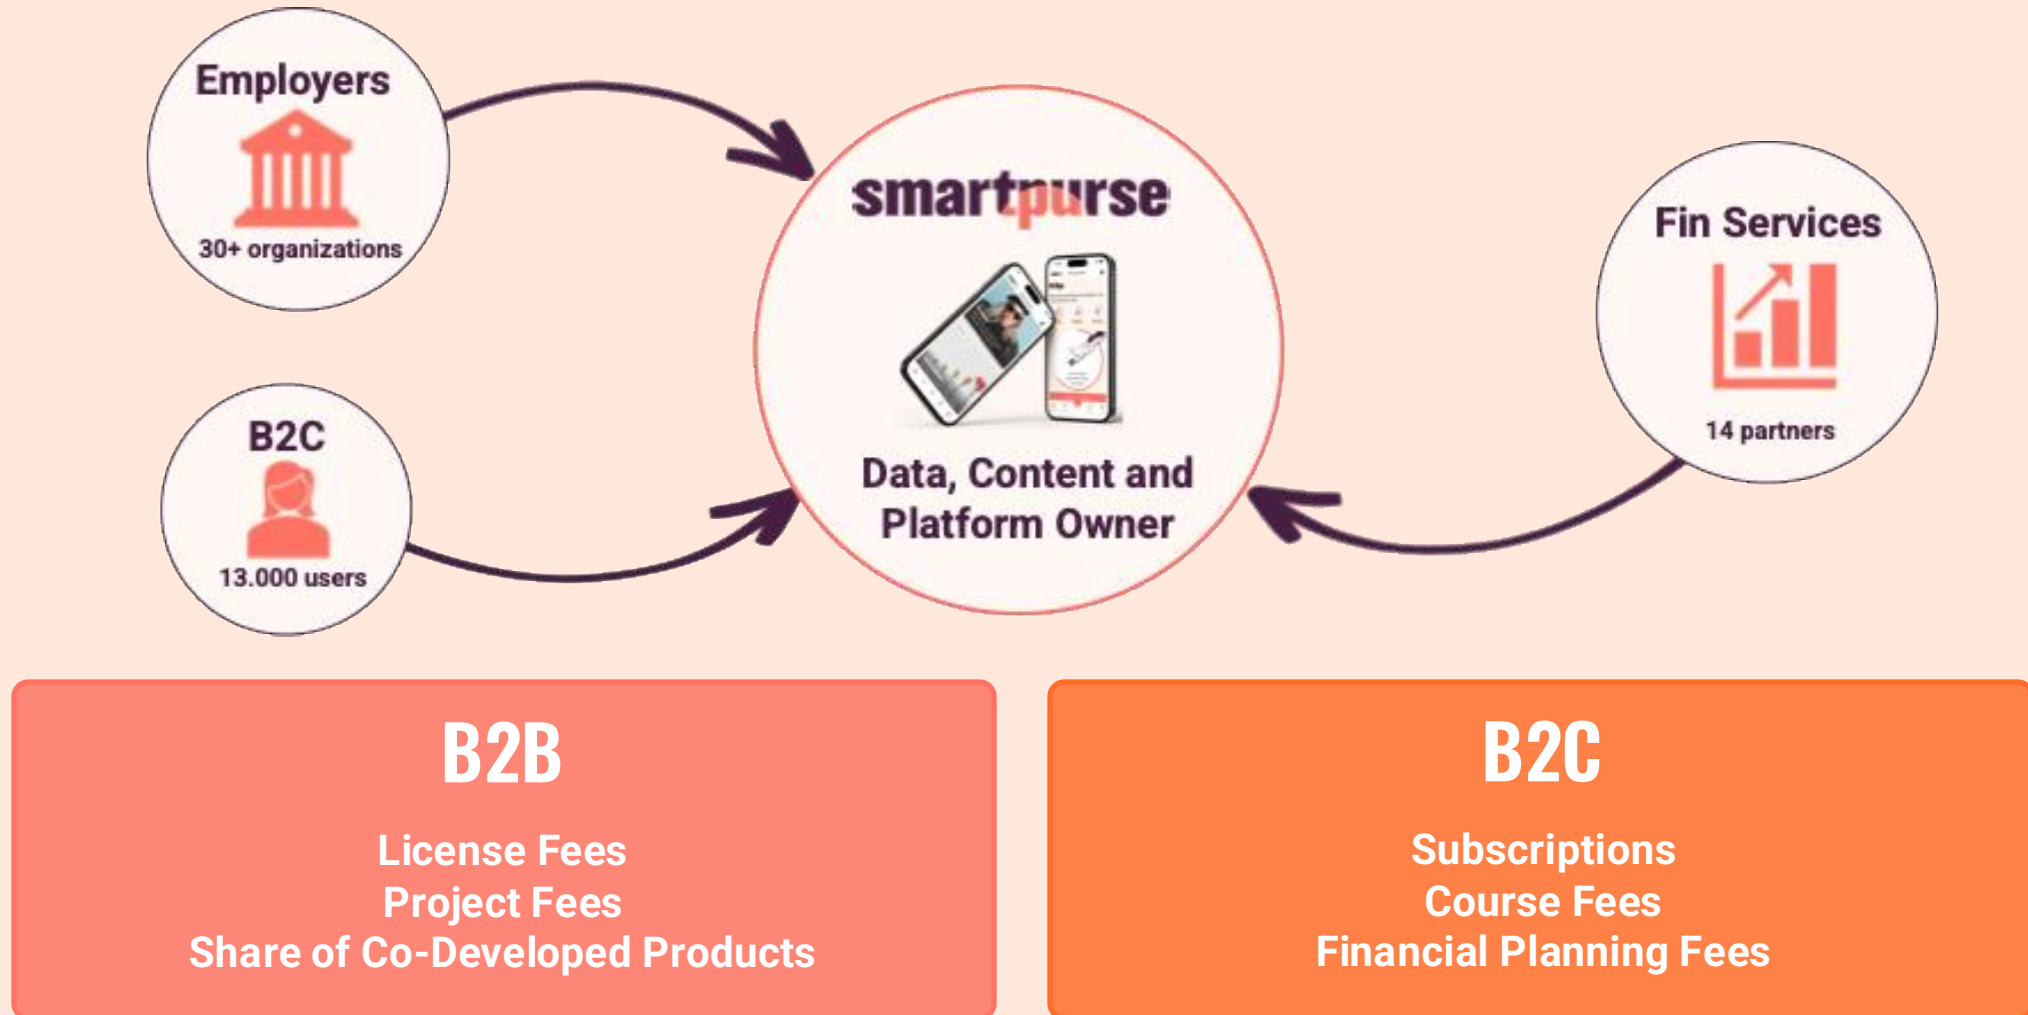 Employers
30+ organizations
B2C
13.000 users
smartpurse
Data, Content and
Platform Owner
Fin Services
14 partners
B2B
License Fees
Project Fees
Share of Co-Developed Products
B2C
Subscriptions
Course Fees
Financial Planning Fees